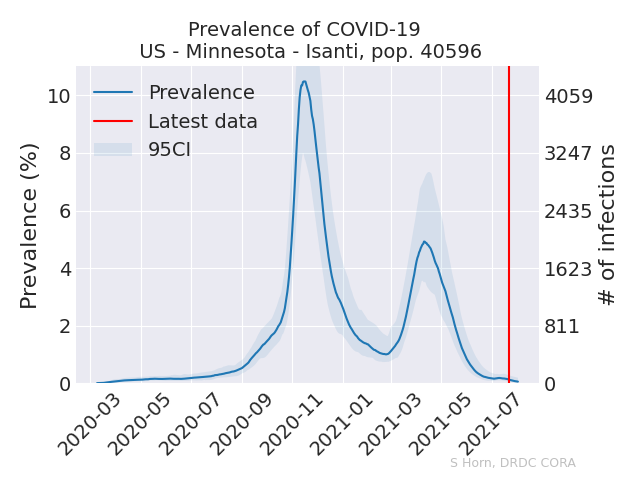 Prevalence of COVID-19
US - Minnesota - Isanti, pop. 40596
Prevalence (%)
10
8
6
4
2
0
Prevalence
Latest data
95CI
4059
3247
2435
1623
811
0
# of infections
2020-03
2020-05
2020-07
2020-09
2020-11
2021-01
2021-03
2021-05
2021-07
S Horn, DRDC CORA